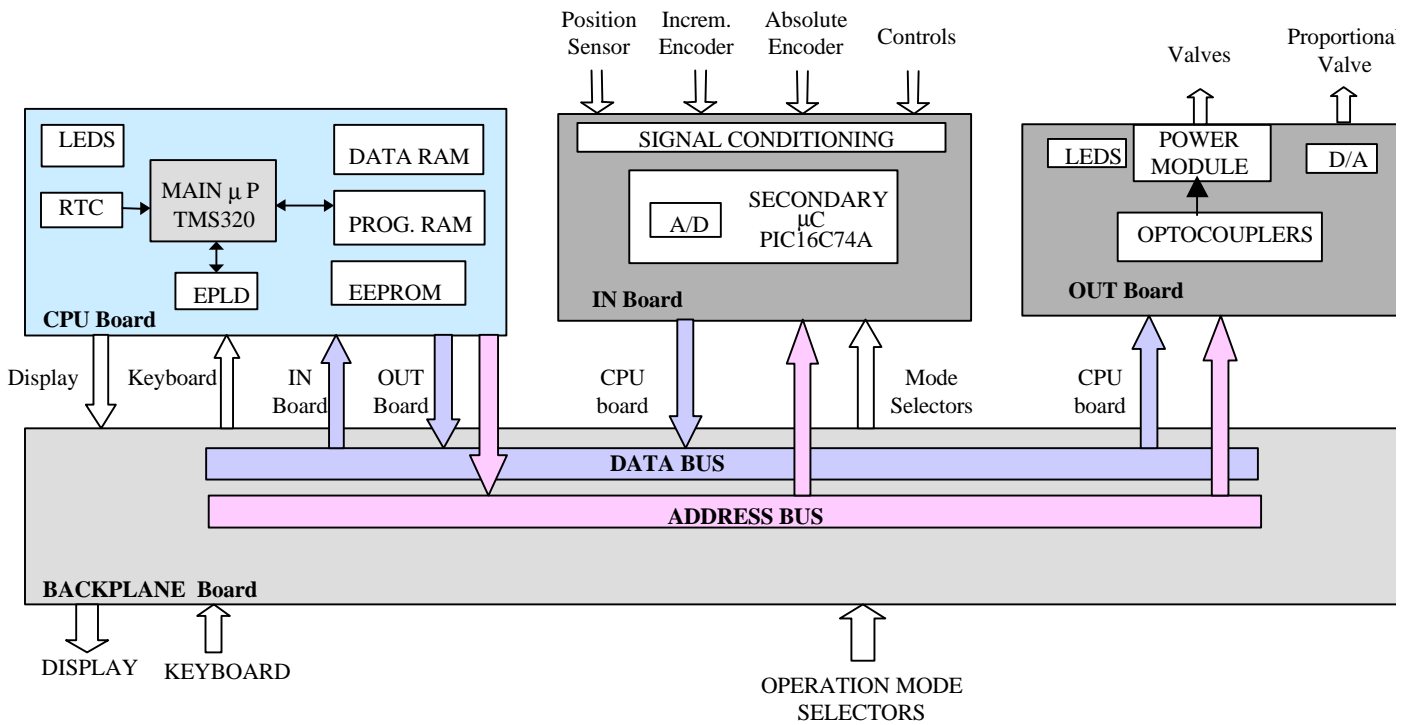 Position
Sensor
Increm.
Encoder
Absolute
Encoder
Controls
Valves
Proportional
Valve
LEDS
DATA RAM
MAIN μ P
TMS320
RTC
PROG. RAM
EPLD
EEPROM
CPU Board
SIGNAL CONDITIONING
A/D
SECONDARY
μC
PIC16C74A
IN Board
LEDS
POWER
MODULE
D/A
OPTOCOUPLERS
OUT Board
Display
Keyboard
IN
Board
OUT
Board
CPU
board
Mode
Selectors
CPU
board
DATA BUS
ADDRESS BUS
BACKPLANE Board
DISPLAY
KEYBOARD
OPERATION MODE
SELECTORS